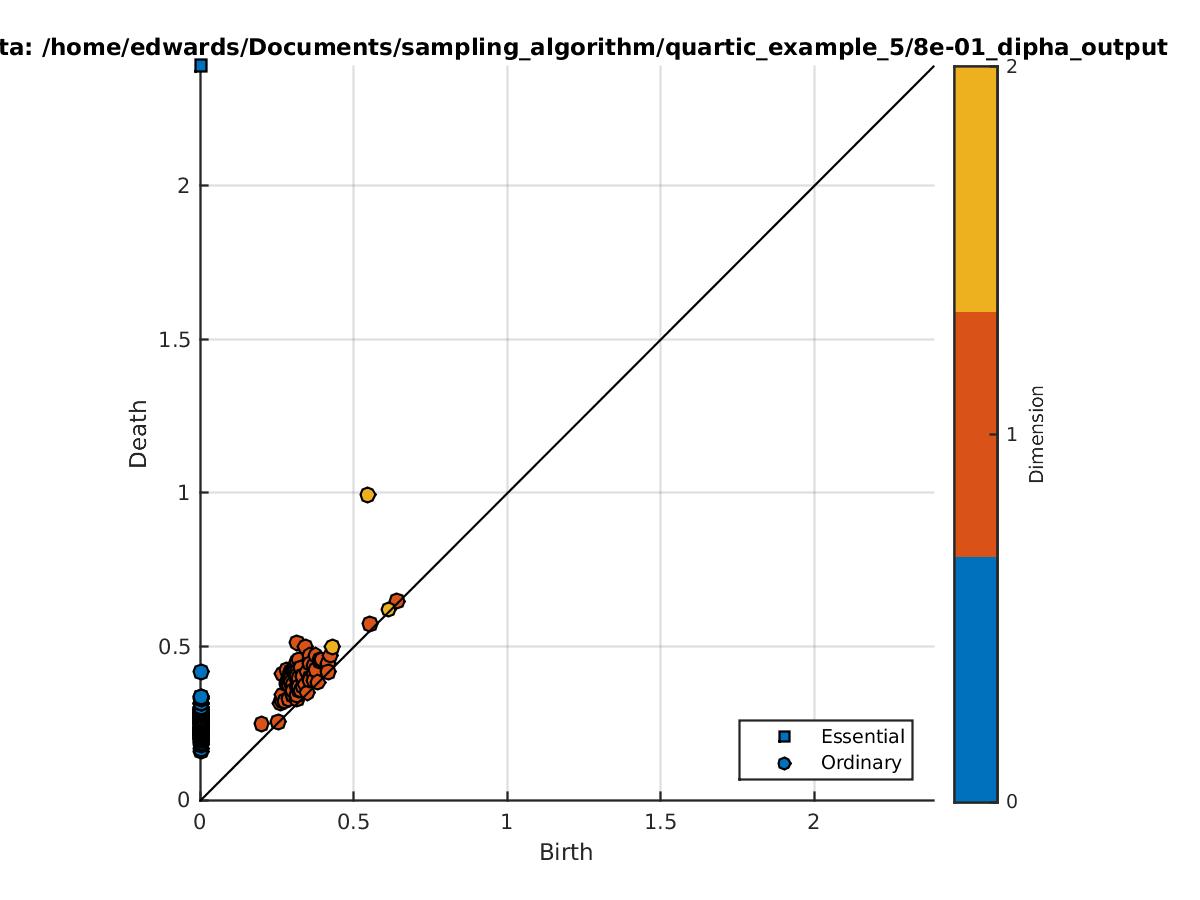 ta: /home/edwards/Documents/sampling_algorithm/quartic_example_5/8e-01_dipha_output
2
1.5
1
0.5
0
0
0.5
1
1.5
2
Death
Birth
Essential
Ordinary
2
1
0
Dimension